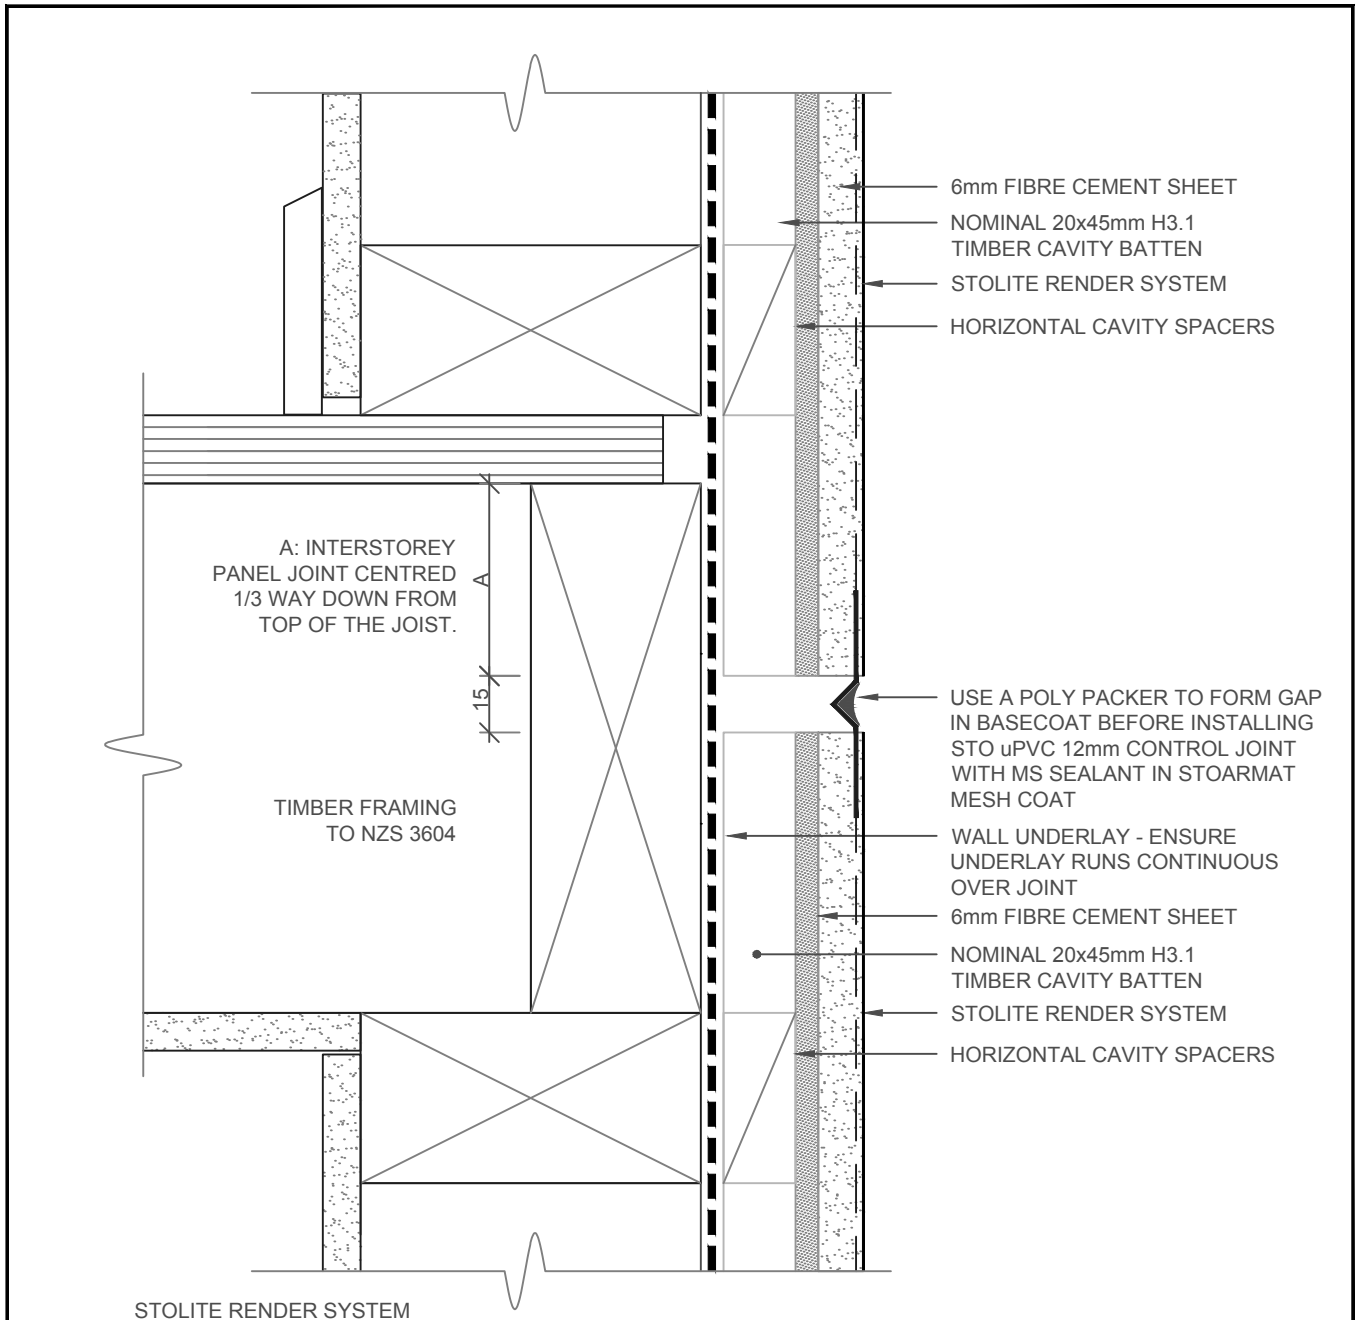 6mm FIBRE CEMENT SHEET
NOMINAL 20x45mm H3.1
TIMBER CAVITY BATTEN
STOLITE RENDER SYSTEM
HORIZONTAL CAVITY SPACERS
A: INTERSTOREY
PANEL JOINT CENTRED
1/3 WAY DOWN FROM
TOP OF THE JOIST.
A
15
USE A POLY PACKER TO FORM GAP
IN BASECOAT BEFORE INSTALLING
STO uPVC 12mm CONTROL JOINT
WITH MS SEALANT IN STOARMAT
MESH COAT
TIMBER FRAMING
TO NZS 3604
WALL UNDERLAY - ENSURE
UNDERLAY RUNS CONTINUOUS
OVER JOINT
6mm FIBRE CEMENT SHEET
NOMINAL 20x45mm H3.1
TIMBER CAVITY BATTEN
STOLITE RENDER SYSTEM
HORIZONTAL CAVITY SPACERS
STOLITE RENDER SYSTEM